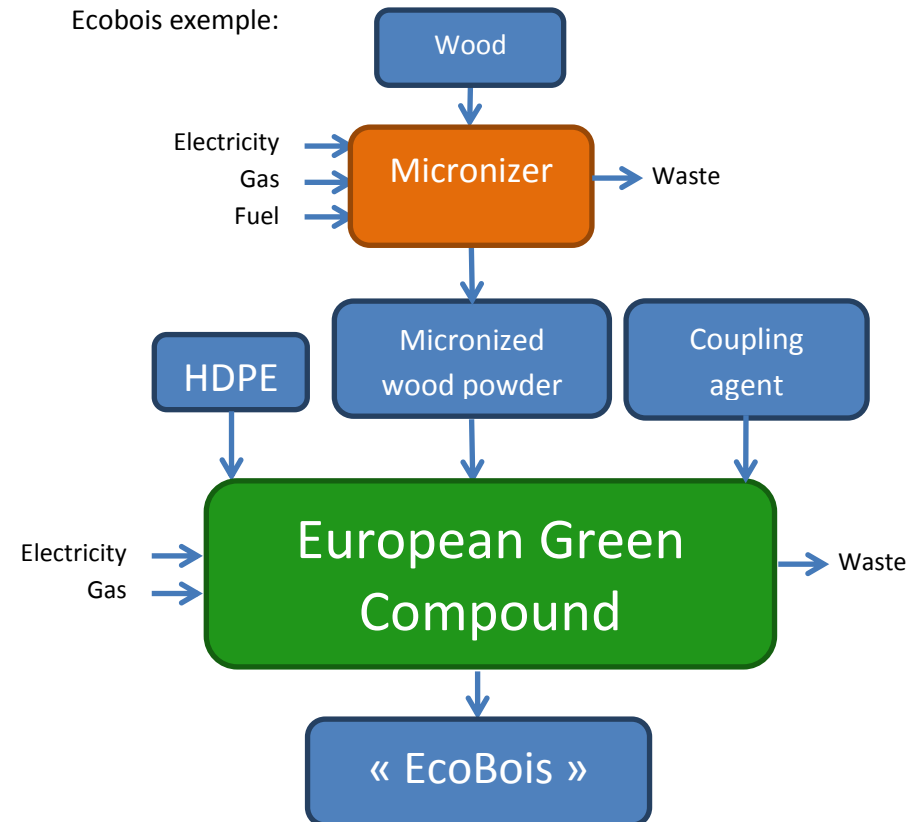 Ecobois exemple:
Wood
Electricity
Gas
Fuel
Micronizer
Waste
HDPE
Micronized
wood powder
Coupling
agent
Electricity
Gas
European Green
Compound
Waste
« EcoBois »